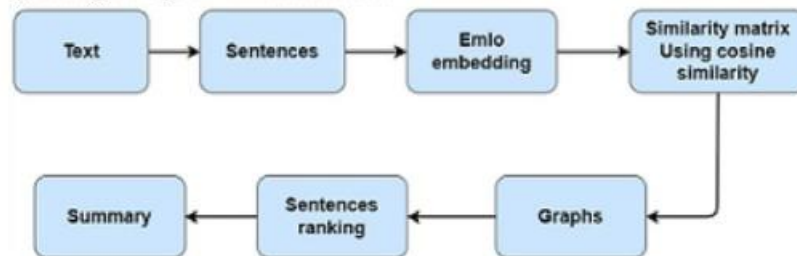 Text
Sentences
Emlo
embedding
Similarity matrix
Using cosine
similarity
Graphs
Sentences
ranking
Summary